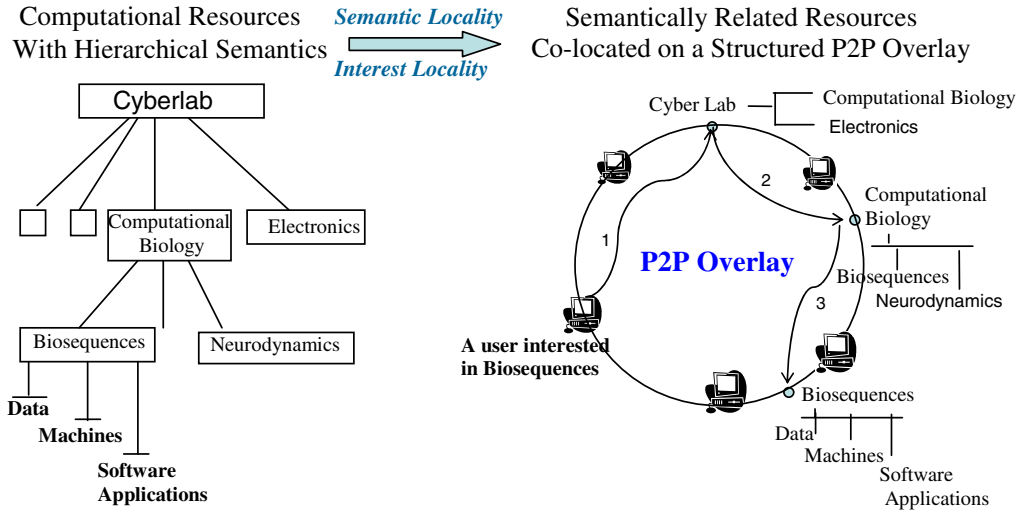 Computational Resources
With Hierarchical Semantics
Semantic Locality
Interest Locality
Semantically Related Resources
Co-located on a Structured P2P Overlay
Cyberlab
Computational
Biology
Electronics
Biosequences
Neurodynamics
Data
Machines
Software
Applications
Cyber Lab
Computational Biology
Electronics
1
2
Computational
Biology
P2P Overlay
Biosequences
Neurodynamics
3
A user interested
in Biosequences
Biosequences
Data
Machines
Software
Applications